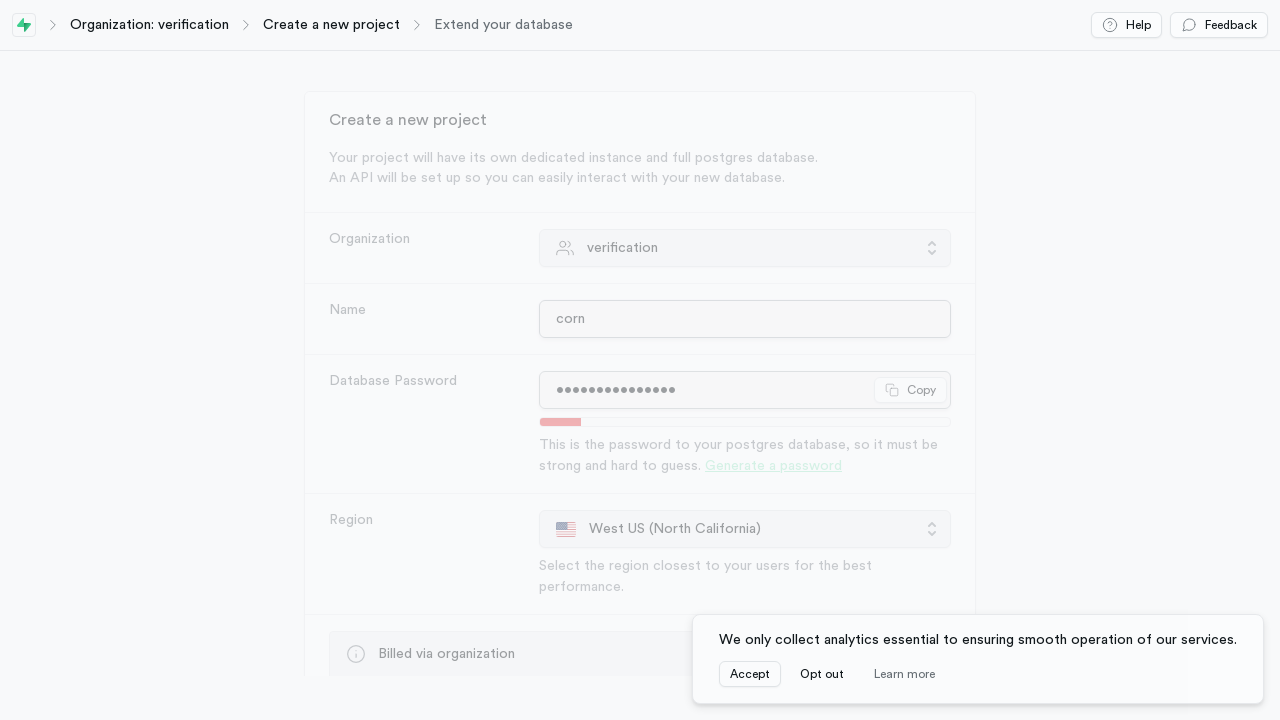 Organization: verification
Create a new project
Extend your database
Help
Feedback
Create a new project
Your project will have its own dedicated instance and full postgres database.
An API will be set up so you can easily interact with your new database.
Organization
verification
Name
corn
Database Password
•••••••••••••••
Copy
This is the password to your postgres database, so it must be
strong and hard to guess. Generate a password
Region
West US (North California)
Select the region closest to your users for the best
performance.
Billed via organization
We only collect analytics essential to ensuring smooth operation of our services.
Accept
Opt out
Learn more